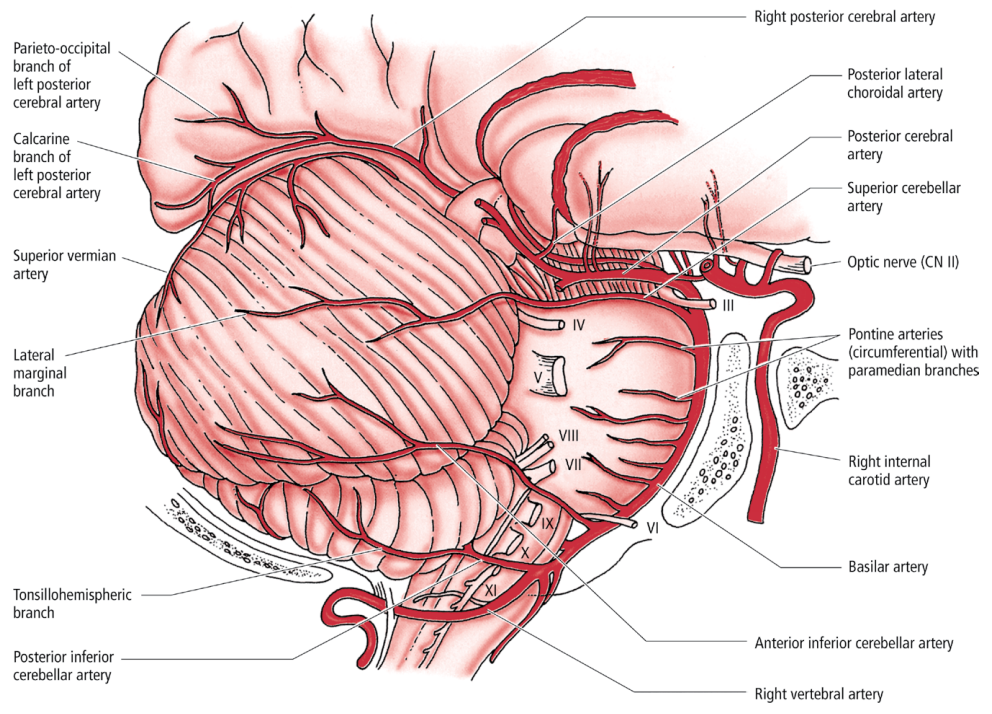 Right posterior cerebral artery
Parieto-occipital
branch of
left posterior
cerebral artery
Posterior lateral
choroidal artery
Calcarine
branch of
left posterior
cerebral artery
Posterior cerebral
artery
Superior cerebellar
artery
Superior vermian
artery
Optic nerve (CN II)
III
IV
Pontine arteries
(circumferential) with
paramedian branches
Lateral
marginal
branch
V
VIII
VII
Right internal
carotid artery
IX
VI
X
Basilar artery
XI
Tonsillohemispheric
branch
Anterior inferior cerebellar artery
Posterior inferior
cerebellar artery
Right vertebral artery